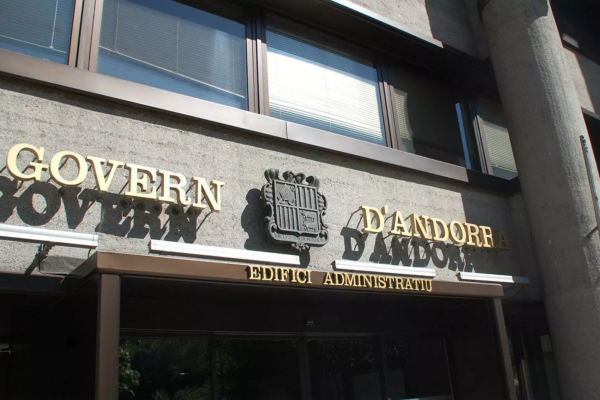 GOVERN D'ANDORRA
EDIFICI ADMINISTRATIU